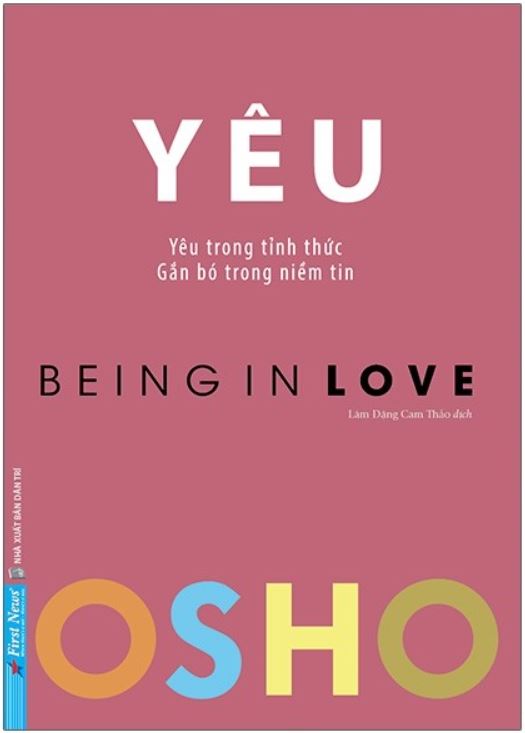 YÊU
Yêu trong tỉnh thức
Gắn bó trong niềm tin
BEING IN LOVE
Lâm Đặng Cam Thảo dịch
NHÀ XUẤT BẢN DÂN TRÍ
First News
OSHO